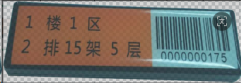 1 楼 1 区
2 排 15 架 5 层
0000000175